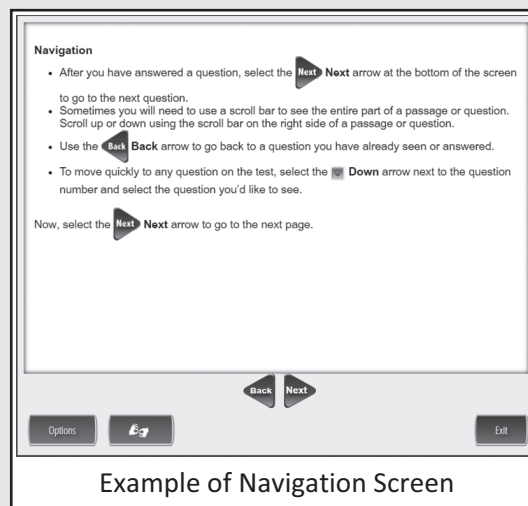 Navigation
• After you have answered a question, select the Next Next arrow at the bottom of the screen
to go to the next question.
• Sometimes you will need to use a scroll bar to see the entire part of a passage or question.
Scroll up or down using the scroll bar on the right side of a passage or question.
• Use the Back Back arrow to go back to a question you have already seen or answered.
• To move quickly to any question on the test, select the Down arrow next to the question
number and select the question you'd like to see.
Now, select the Next Next arrow to go to the next page.
Back Next
Options Exit
Example of Navigation Screen